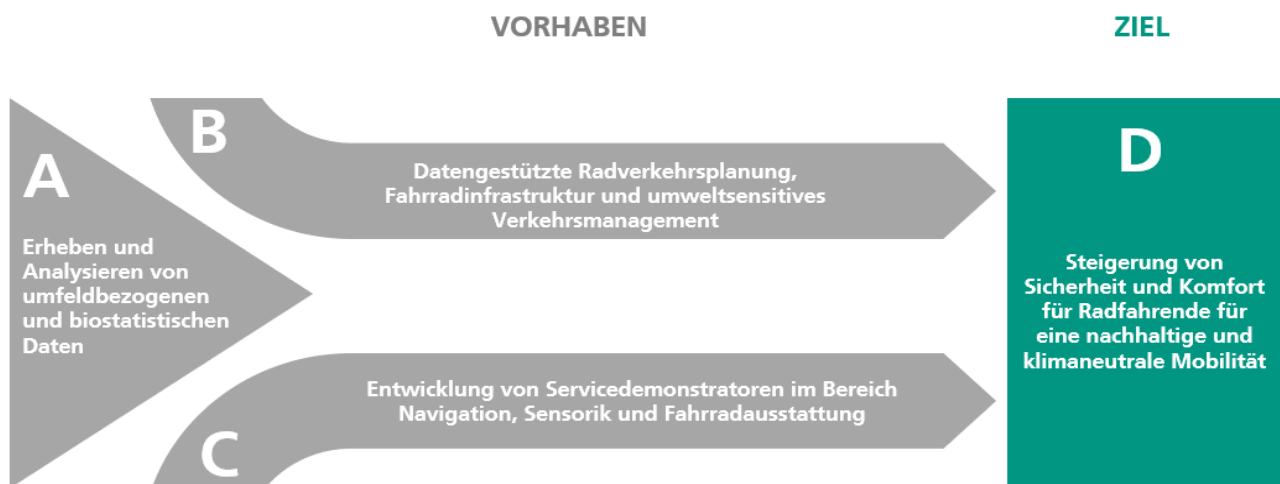 VORHABEN
ZIEL
A
Erheben und
Analysieren von
umfeldbezogenen
und biostatistischen
Daten
B
Datengestützte Radverkehrsplanung,
Fahrradinfrastruktur und umweltsensitives
Verkehrsmanagement
C
Entwicklung von Servicedemonstratoren im Bereich
Navigation, Sensorik und Fahrradausstattung
D
Steigerung von
Sicherheit und Komfort
für Radfahrende für
eine nachhaltige und
klimaneutrale Mobilität